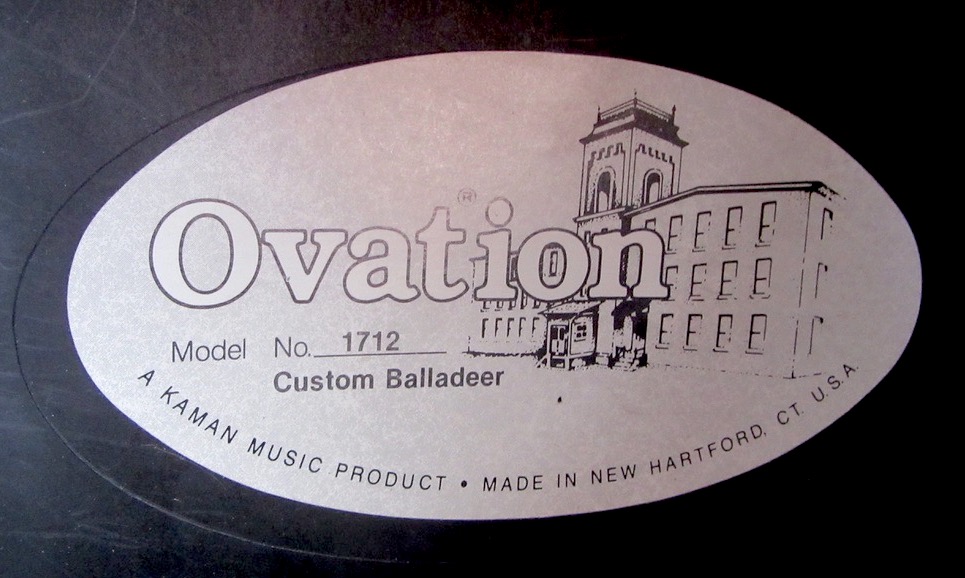 Ovation®
Model No. 1712
Custom Balladeer
A KAMAN MUSIC PRODUCT • MADE IN NEW HARTFORD, CT. U.S.A.